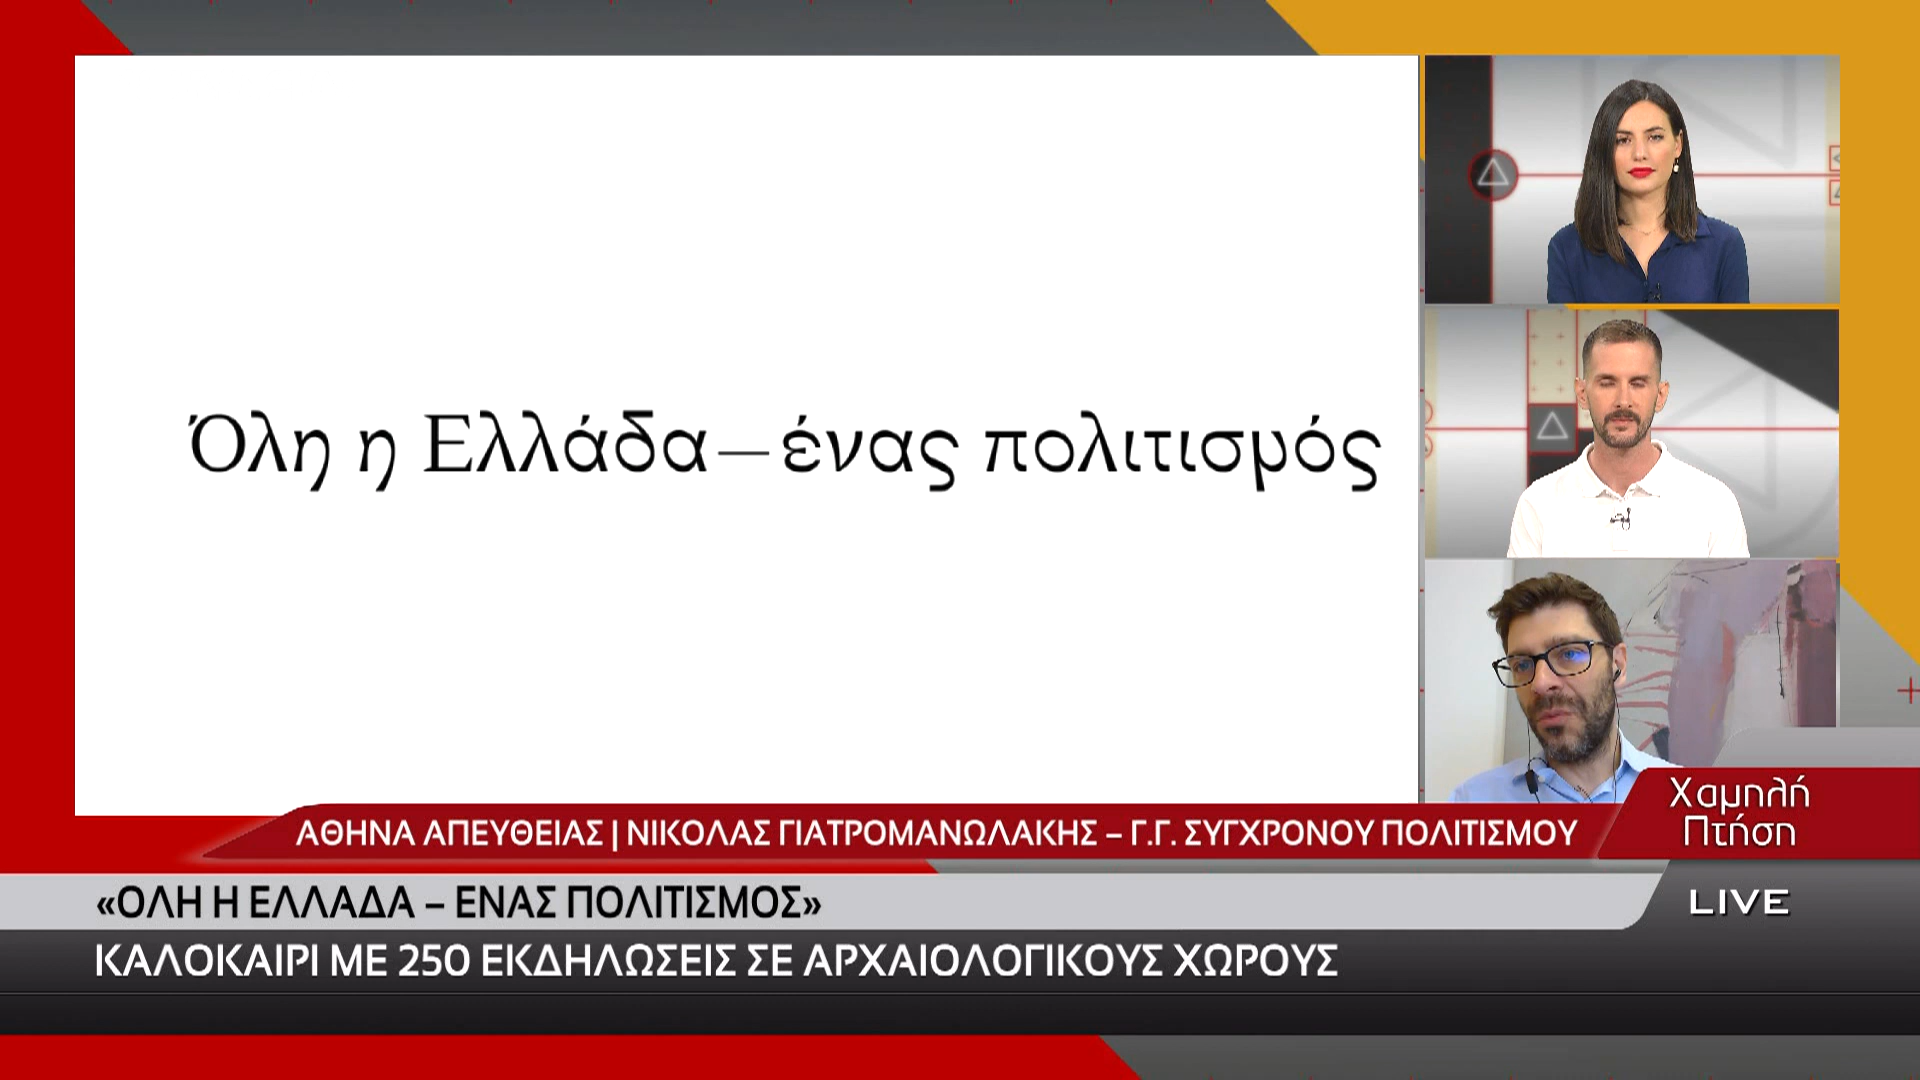 Όλη η Ελλάδα – ένας πολιτισμός
ΑΘΗΝΑ ΑΠΕΥΘΕΙΑΣ | ΝΙΚΟΛΑΣ ΓΙΑΤΡΟΜΑΝΩΛΑΚΗΣ – Γ.Γ. ΣΥΓΧΡΟΝΟΥ ΠΟΛΙΤΙΣΜΟΥ
Χαμηλή
Πτήση
«ΟΛΗ Η ΕΛΛΑΔΑ – ΕΝΑΣ ΠΟΛΙΤΙΣΜΟΣ»
LIVE
ΚΑΛΟΚΑΙΡΙ ΜΕ 250 ΕΚΔΗΛΩΣΕΙΣ ΣΕ ΑΡΧΑΙΟΛΟΓΙΚΟΥΣ ΧΩΡΟΥΣ